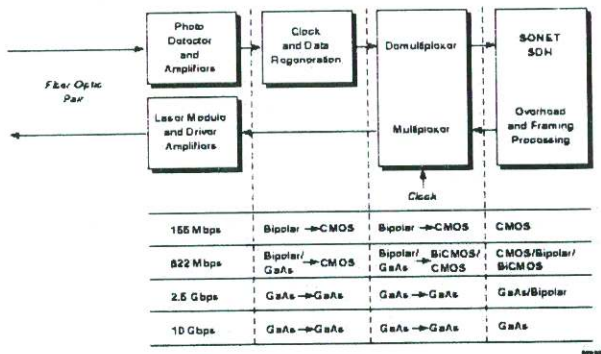 Photo
Detector
and
Amplifiers
Clock
and Data
Regeneration
Demultiplexer
SONET
SDH
Fiber Optic
Pair
Laser Module
and Driver
Amplifiers
Multiplexer
Overhead
and Framing
Processing
Clock
155 Mbps Bipolar → CMOS Bipolar → CMOS CMOS
622 Mbps Bipolar/ GaAs → CMOS Bipolar/ GaAs → BiCMOS/ CMOS CMOS/Bipolar/ BiCMOS
2.5 Gbps GaAs → GaAs GaAs → GaAs GaAs/Bipolar
10 Gbps GaAs → GaAs GaAs → GaAs GaAs